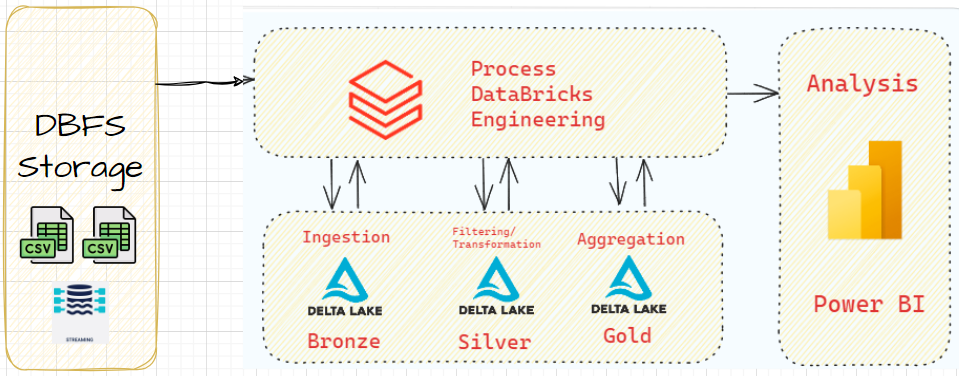 DBFS
Storage
CSV
CSV
STREAMING
Process
DataBricks
Engineering
Ingestion
Filtering/
Transformation
Aggregation
DELTA LAKE
DELTA LAKE
DELTA LAKE
Bronze
Silver
Gold
Analysis
Power BI